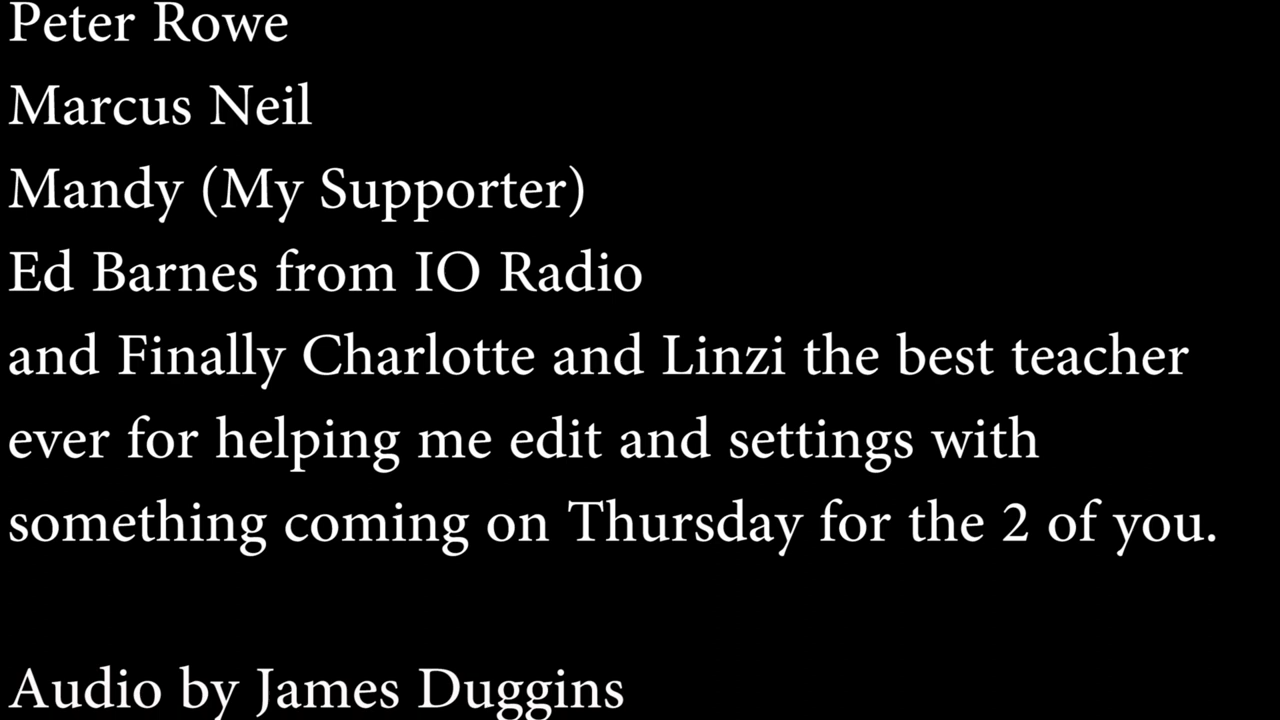 Peter Rowe
Marcus Neil
Mandy (My Supporter)
Ed Barnes from IO Radio
and Finally Charlotte and Linzi the best teacher
ever for helping me edit and settings with
something coming on Thursday for the 2 of you.
Audio by James Duggins